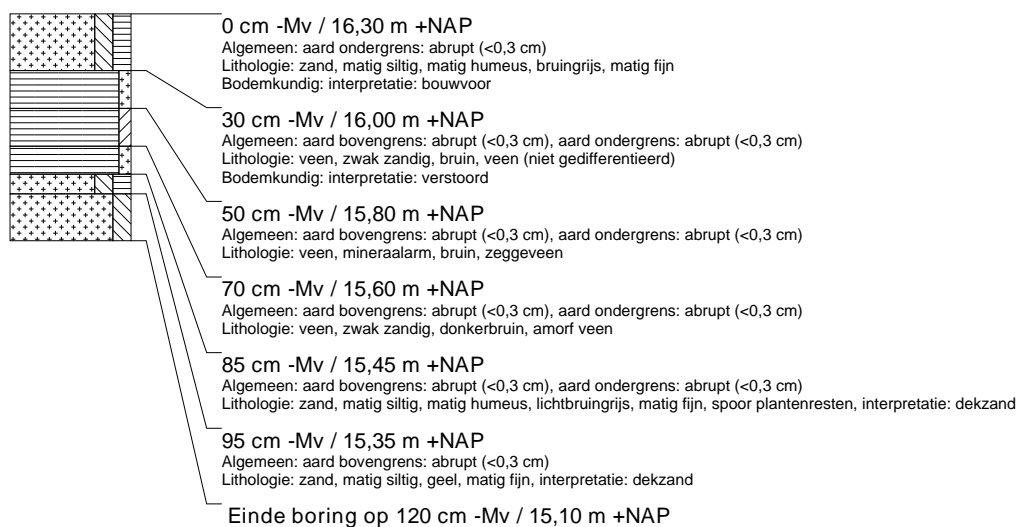 0 cm -Mv / 16,30 m +NAP
Algemeen: aard ondergrens: abrupt (<0,3 cm)
Lithologie: zand, matig siltig, matig humeus, bruingrijs, matig fijn
Bodemkundig: interpretatie: bouwvoor
30 cm -Mv / 16,00 m +NAP
Algemeen: aard bovengrens: abrupt (<0,3 cm), aard ondergrens: abrupt (<0,3 cm)
Lithologie: veen, zwak zandig, bruin, veen (niet gedifferentieerd)
Bodemkundig: interpretatie: verstoord
50 cm -Mv / 15,80 m +NAP
Algemeen: aard bovengrens: abrupt (<0,3 cm), aard ondergrens: abrupt (<0,3 cm)
Lithologie: veen, mineraalarm, bruin, zeggeveen
70 cm -Mv / 15,60 m +NAP
Algemeen: aard bovengrens: abrupt (<0,3 cm), aard ondergrens: abrupt (<0,3 cm)
Lithologie: veen, zwak zandig, donkerbruin, amorf veen
85 cm -Mv / 15,45 m +NAP
Algemeen: aard bovengrens: abrupt (<0,3 cm), aard ondergrens: abrupt (<0,3 cm)
Lithologie: zand, matig siltig, matig humeus, lichtbruingrijs, matig fijn, spoor plantenresten, interpretatie: dekzand
95 cm -Mv / 15,35 m +NAP
Algemeen: aard bovengrens: abrupt (<0,3 cm)
Lithologie: zand, matig siltig, geel, matig fijn, interpretatie: dekzand
Einde boring op 120 cm -Mv / 15,10 m +NAP